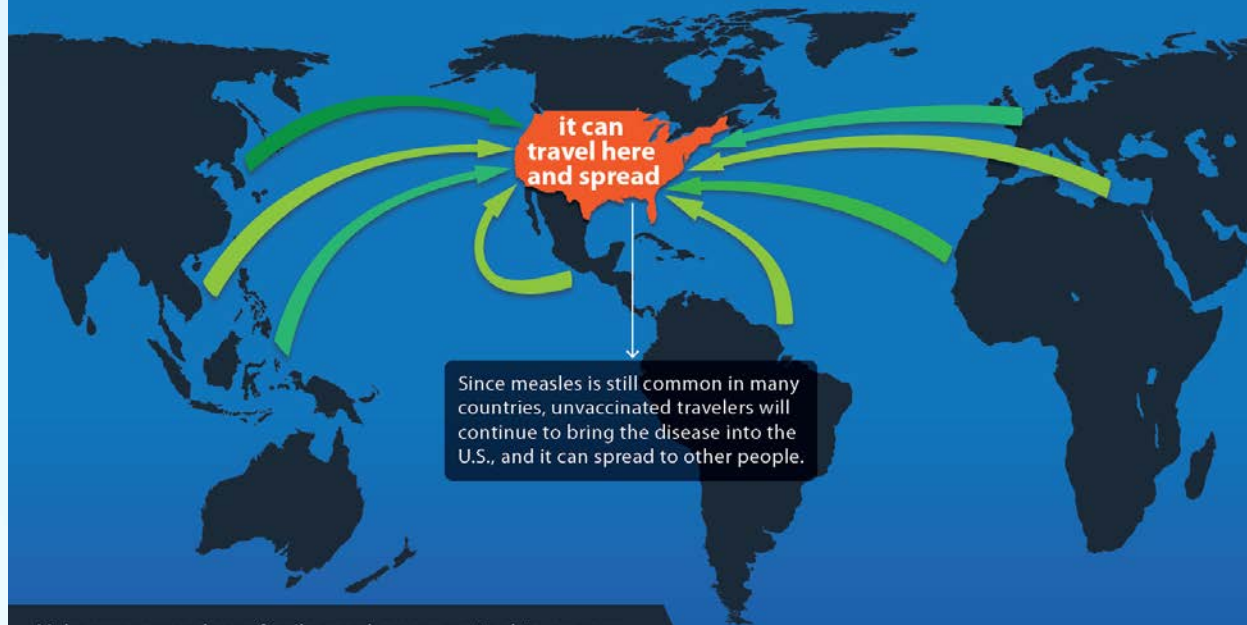 it can
travel here
and spread
Since measles is still common in many
countries, unvaccinated travelers will
continue to bring the disease into the
U.S., and it can spread to other people.